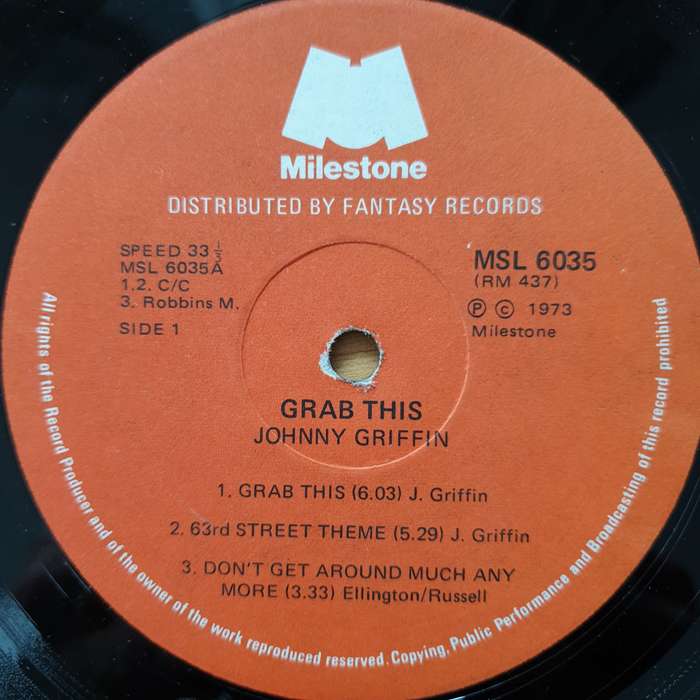 Milestone
DISTRIBUTED BY FANTASY RECORDS
SPEED 33 1/3
MSL 6035A
1.2. C/C
3. Robbins M.
SIDE 1
MSL 6035
(RM 437)
Ⓟ © 1973
Milestone
GRAB THIS
JOHNNY GRIFFIN
1. GRAB THIS (6.03) J. Griffin
2. 63rd STREET THEME (5.29) J. Griffin
3. DON'T GET AROUND MUCH ANY
MORE (3.33) Ellington/Russell
All rights of the Record Producer and of the owner of the work reproduced reserved. Copying, Public Performance and Broadcasting of this record prohibited